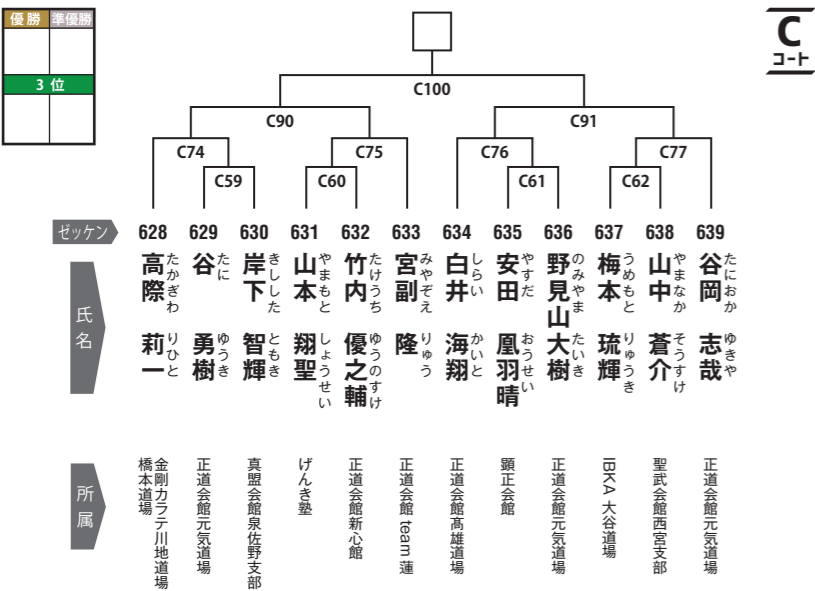 優勝 準優勝
3 位
C
コート
C100
C90 C91
C74 C75 C76 C77
C59 C60 C61 C62
ゼッケン 628 629 630 631 632 633 634 635 636 637 638 639
氏名
高際 莉一 たかぎわ りひと
谷 勇樹 たに ゆうき
岸下 智輝 きしした ともき
山本 翔聖 やまもと しょうせい
竹内 優之輔 たけうち ゆうのすけ
宮副 隆 みやぞえ りゅう
白井 海翔 しらい かいと
安田 凰羽晴 やすだ おうせい
野見山 大樹 のみやま たいき
梅本 琉輝 うめもと りゅうき
山中 蒼介 やまなか そうすけ
谷岡 志哉 たにおか ゆきや
所属
金剛カラテ川地道場
橋本道場
正道会館元気道場
真盟会館泉佐野支部
げんき塾
正道会館新心館
正道会館 team 蓮
正道会館髙雄道場
顕正会館
正道会館元気道場
IBKA 大谷道場
聖武会館西宮支部
正道会館元気道場